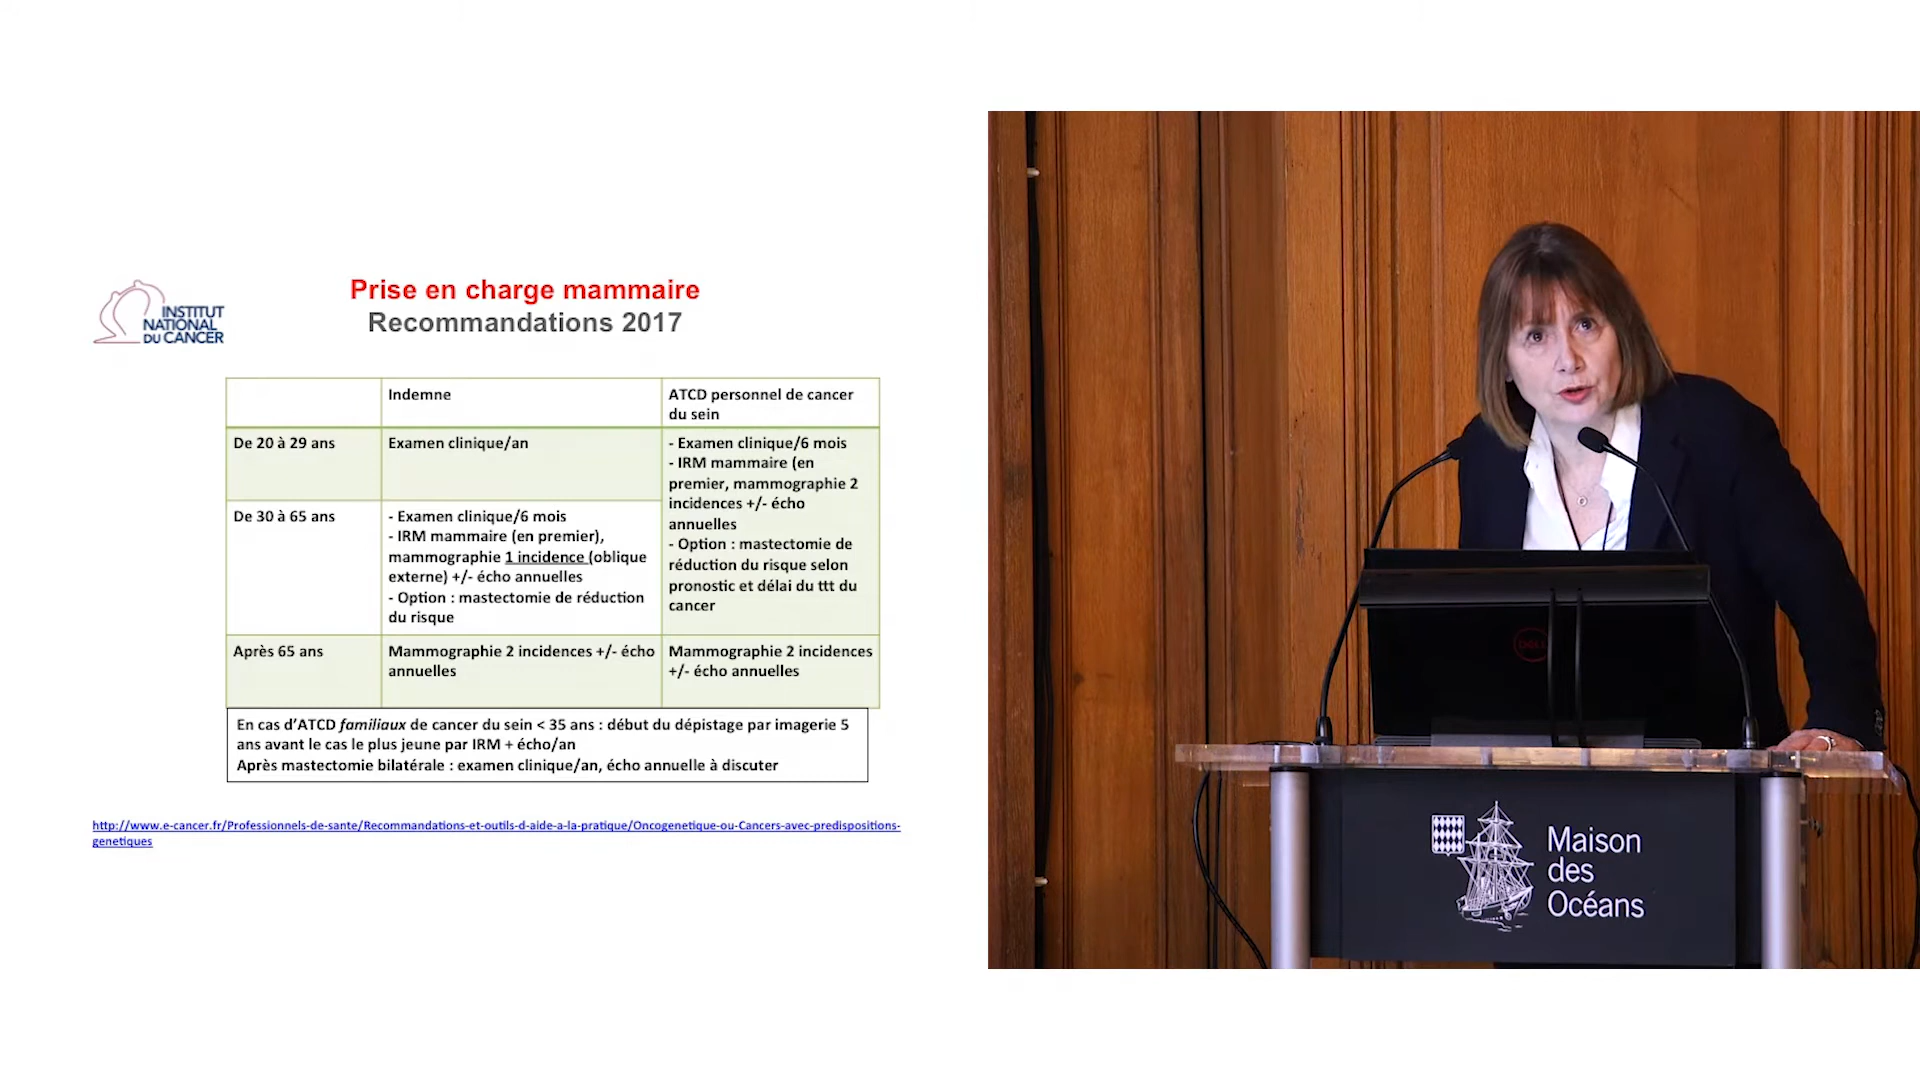 INSTITUT
NATIONAL
DU CANCER
Prise en charge mammaire
Recommandations 2017
Indemne
ATCD personnel de cancer
du sein
De 20 à 29 ans
Examen clinique/an
- Examen clinique/6 mois
- IRM mammaire (en
premier, mammographie 2
incidences +/- écho
annuelles
- Option : mastectomie de
réduction du risque selon
pronostic et délai du ttt du
cancer
De 30 à 65 ans
- Examen clinique/6 mois
- IRM mammaire (en premier),
mammographie 1 incidence (oblique
externe) +/- écho annuelles
- Option : mastectomie de réduction
du risque
Après 65 ans
Mammographie 2 incidences +/- écho
annuelles
Mammographie 2 incidences
+/- écho annuelles
En cas d'ATCD familiaux de cancer du sein < 35 ans : début du dépistage par imagerie 5
ans avant le cas le plus jeune par IRM + écho/an
Après mastectomie bilatérale : examen clinique/an, écho annuelle à discuter
http://www.e-cancer.fr/Professionnels-de-sante/Recommandations-et-outils-d-aide-a-la-pratique/Oncogenetique-ou-Cancers-avec-predispositions-
genetiques
DELL
Maison
des
Océans